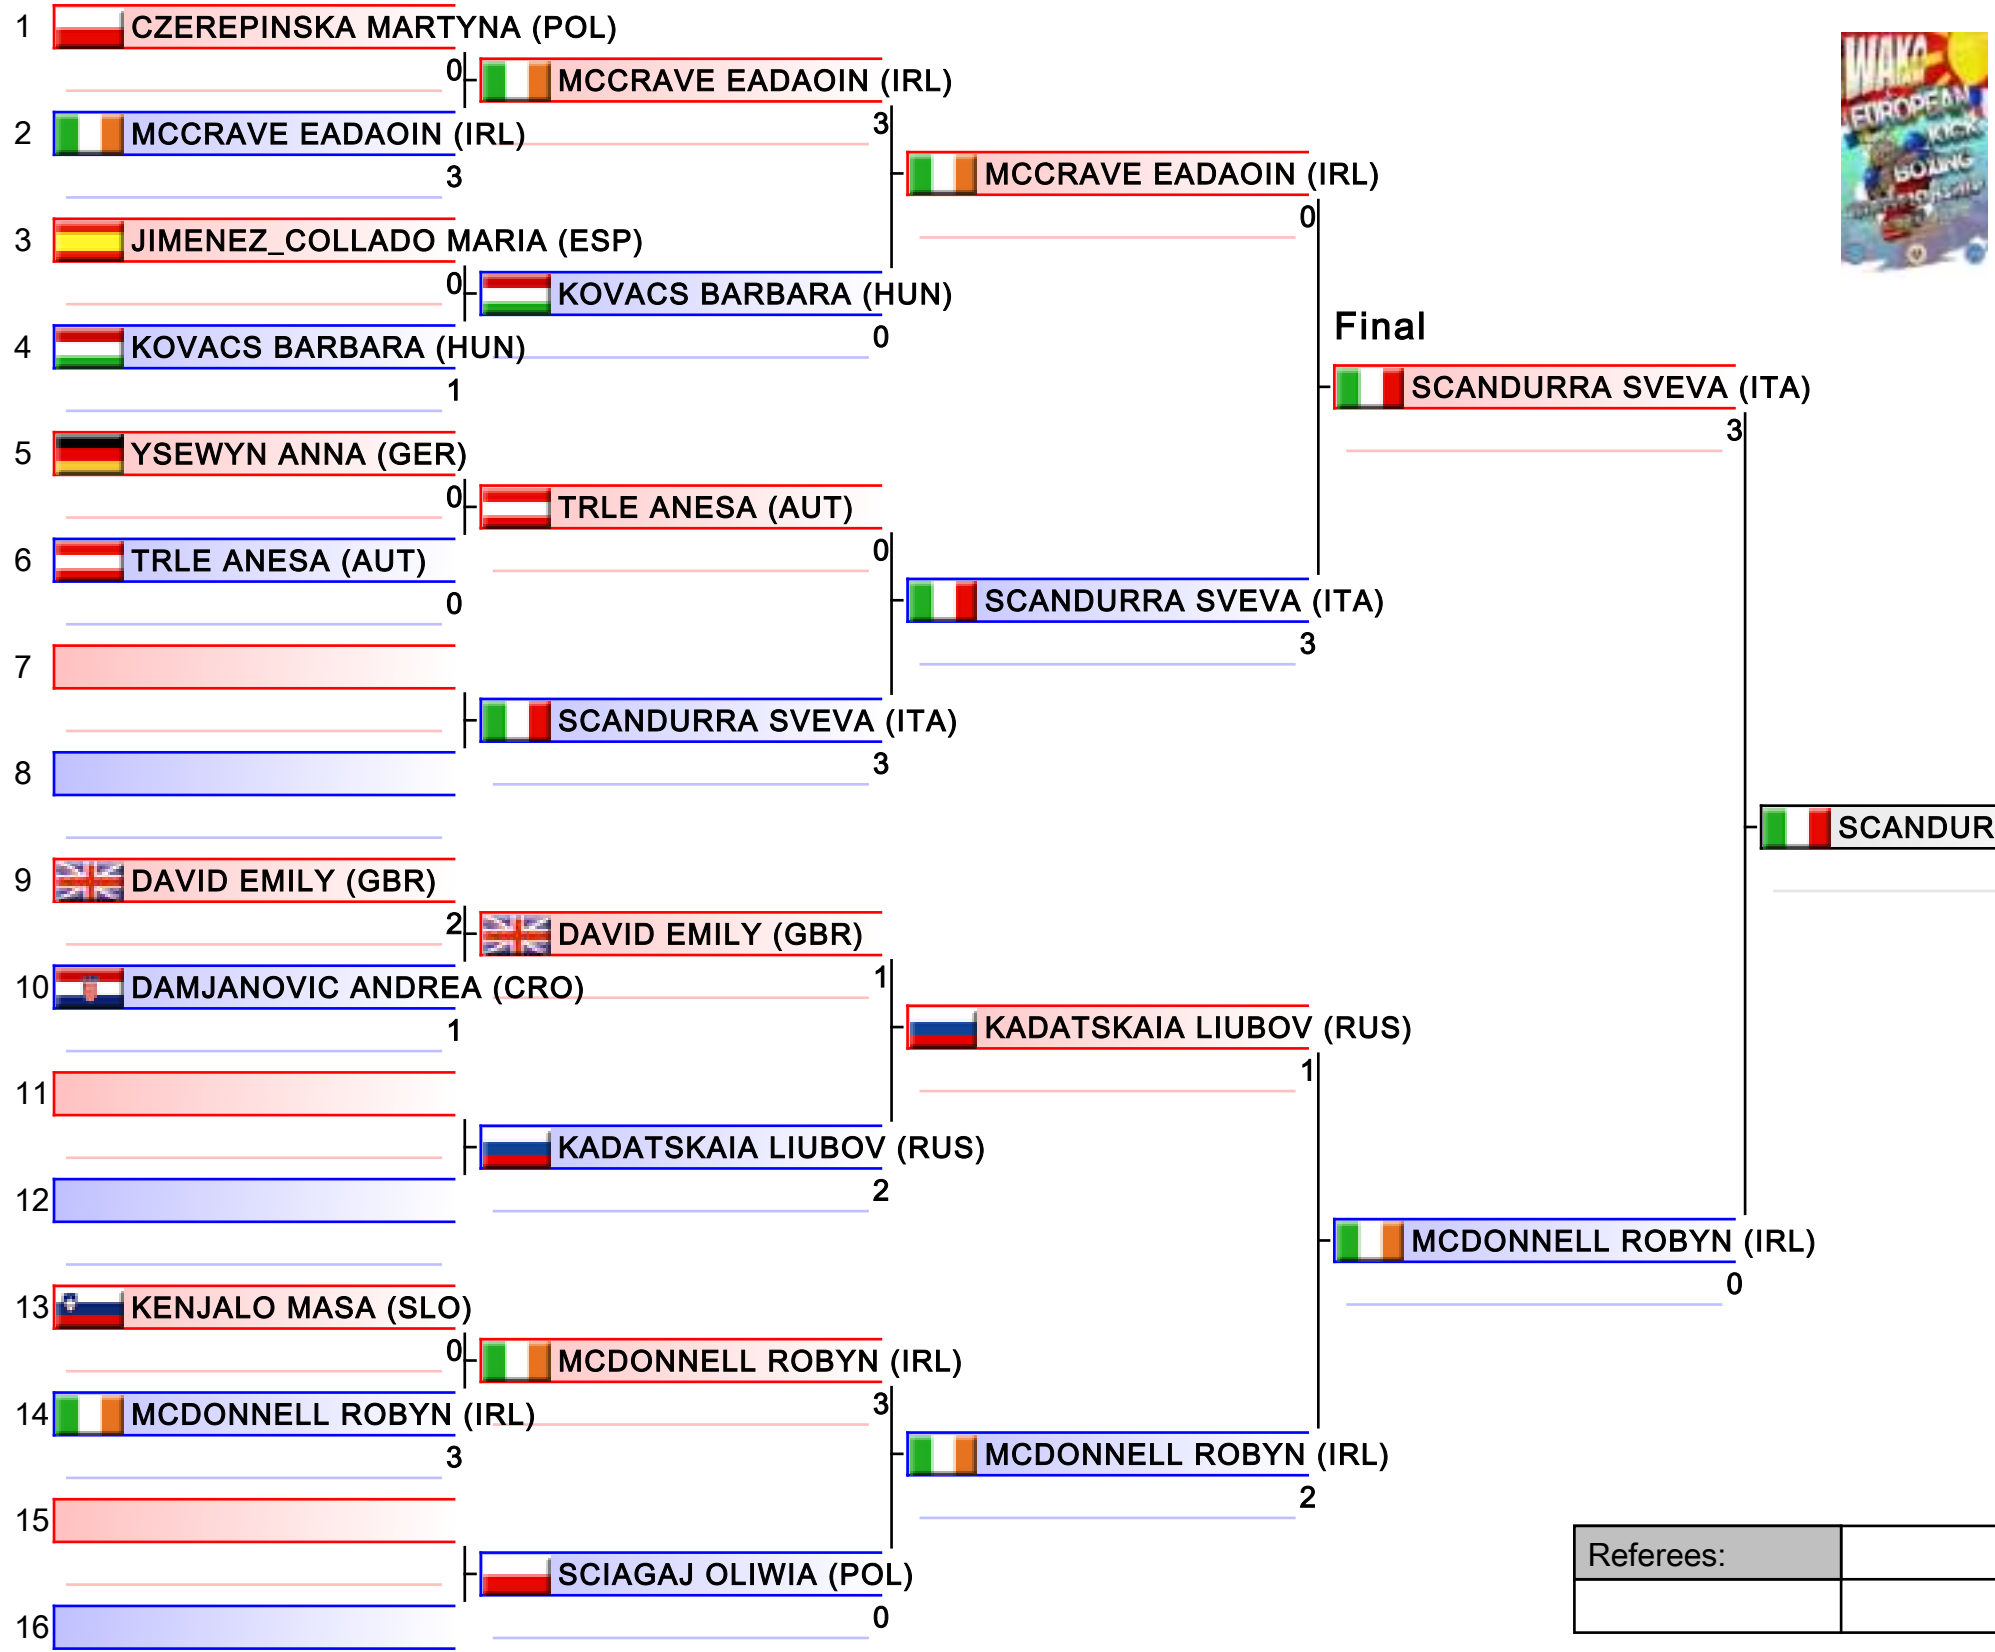 1 CZEREPINSKA MARTYNA (POL)
0 MCCRAVE EADAOIN (IRL)
2 MCCRAVE EADAOIN (IRL)
3
3
MCCRAVE EADAOIN (IRL)
0
3 JIMENEZ_COLLADO MARIA (ESP)
0 KOVACS BARBARA (HUN)
0
4 KOVACS BARBARA (HUN)
1
Final
SCANDURRA SVEVA (ITA)
3
5 YSEWYN ANNA (GER)
0 TRLE ANESA (AUT)
0
6 TRLE ANESA (AUT)
0
SCANDURRA SVEVA (ITA)
3
7
SCANDURRA SVEVA (ITA)
3
8
SCANDUR
9 DAVID EMILY (GBR)
2 DAVID EMILY (GBR)
1
10 DAMJANOVIC ANDREA (CRO)
1
KADATSKAIA LIUBOV (RUS)
1
11
KADATSKAIA LIUBOV (RUS)
2
12
MCDONNELL ROBYN (IRL)
0
13 KENJALO MASA (SLO)
0 MCDONNELL ROBYN (IRL)
3
14 MCDONNELL ROBYN (IRL)
3
MCDONNELL ROBYN (IRL)
2
15
SCIAGAJ OLIWIA (POL)
0
16
Referees:
WAKO
EUROPEAN
KICK
BOXING